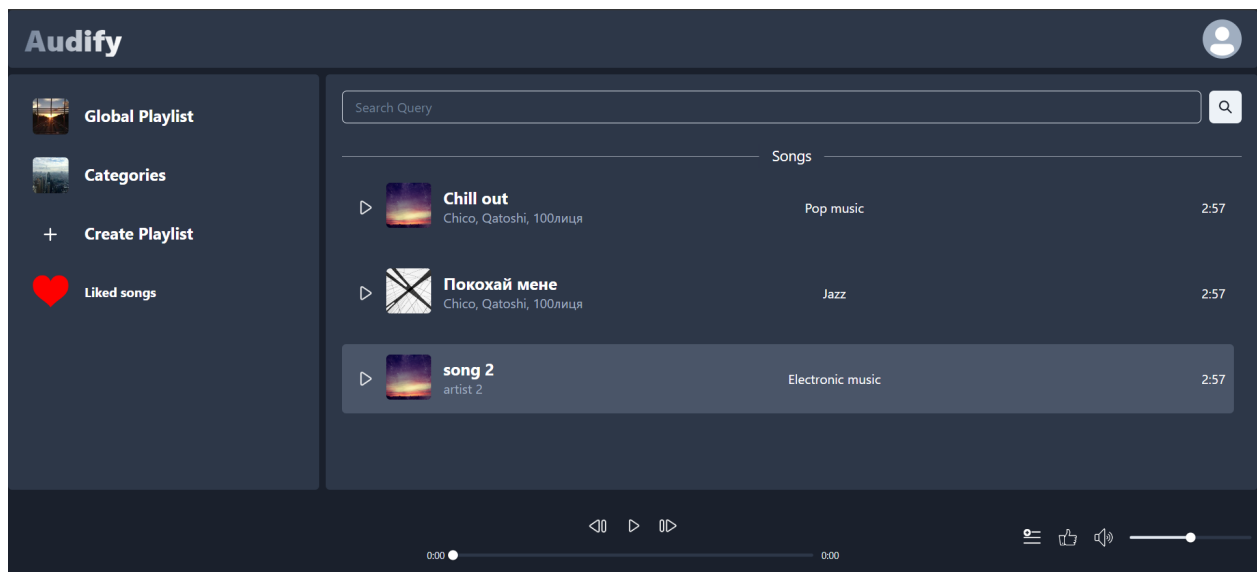 Audify
Global Playlist
Categories
Create Playlist
Liked songs
Search Query
Songs
Chill out
Chico, Qatoshi, 100лиця
Pop music
2:57
Покохай мене
Chico, Qatoshi, 100лиця
Jazz
2:57
song 2
artist 2
Electronic music
2:57
0:00
0:00